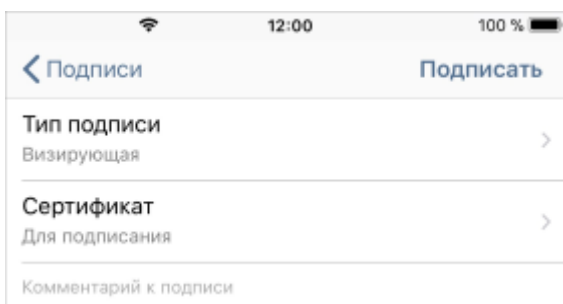 12:00 100 %
Подписи Подписать
Тип подписи
Визирующая
Сертификат
Для подписания
Комментарий к подписи